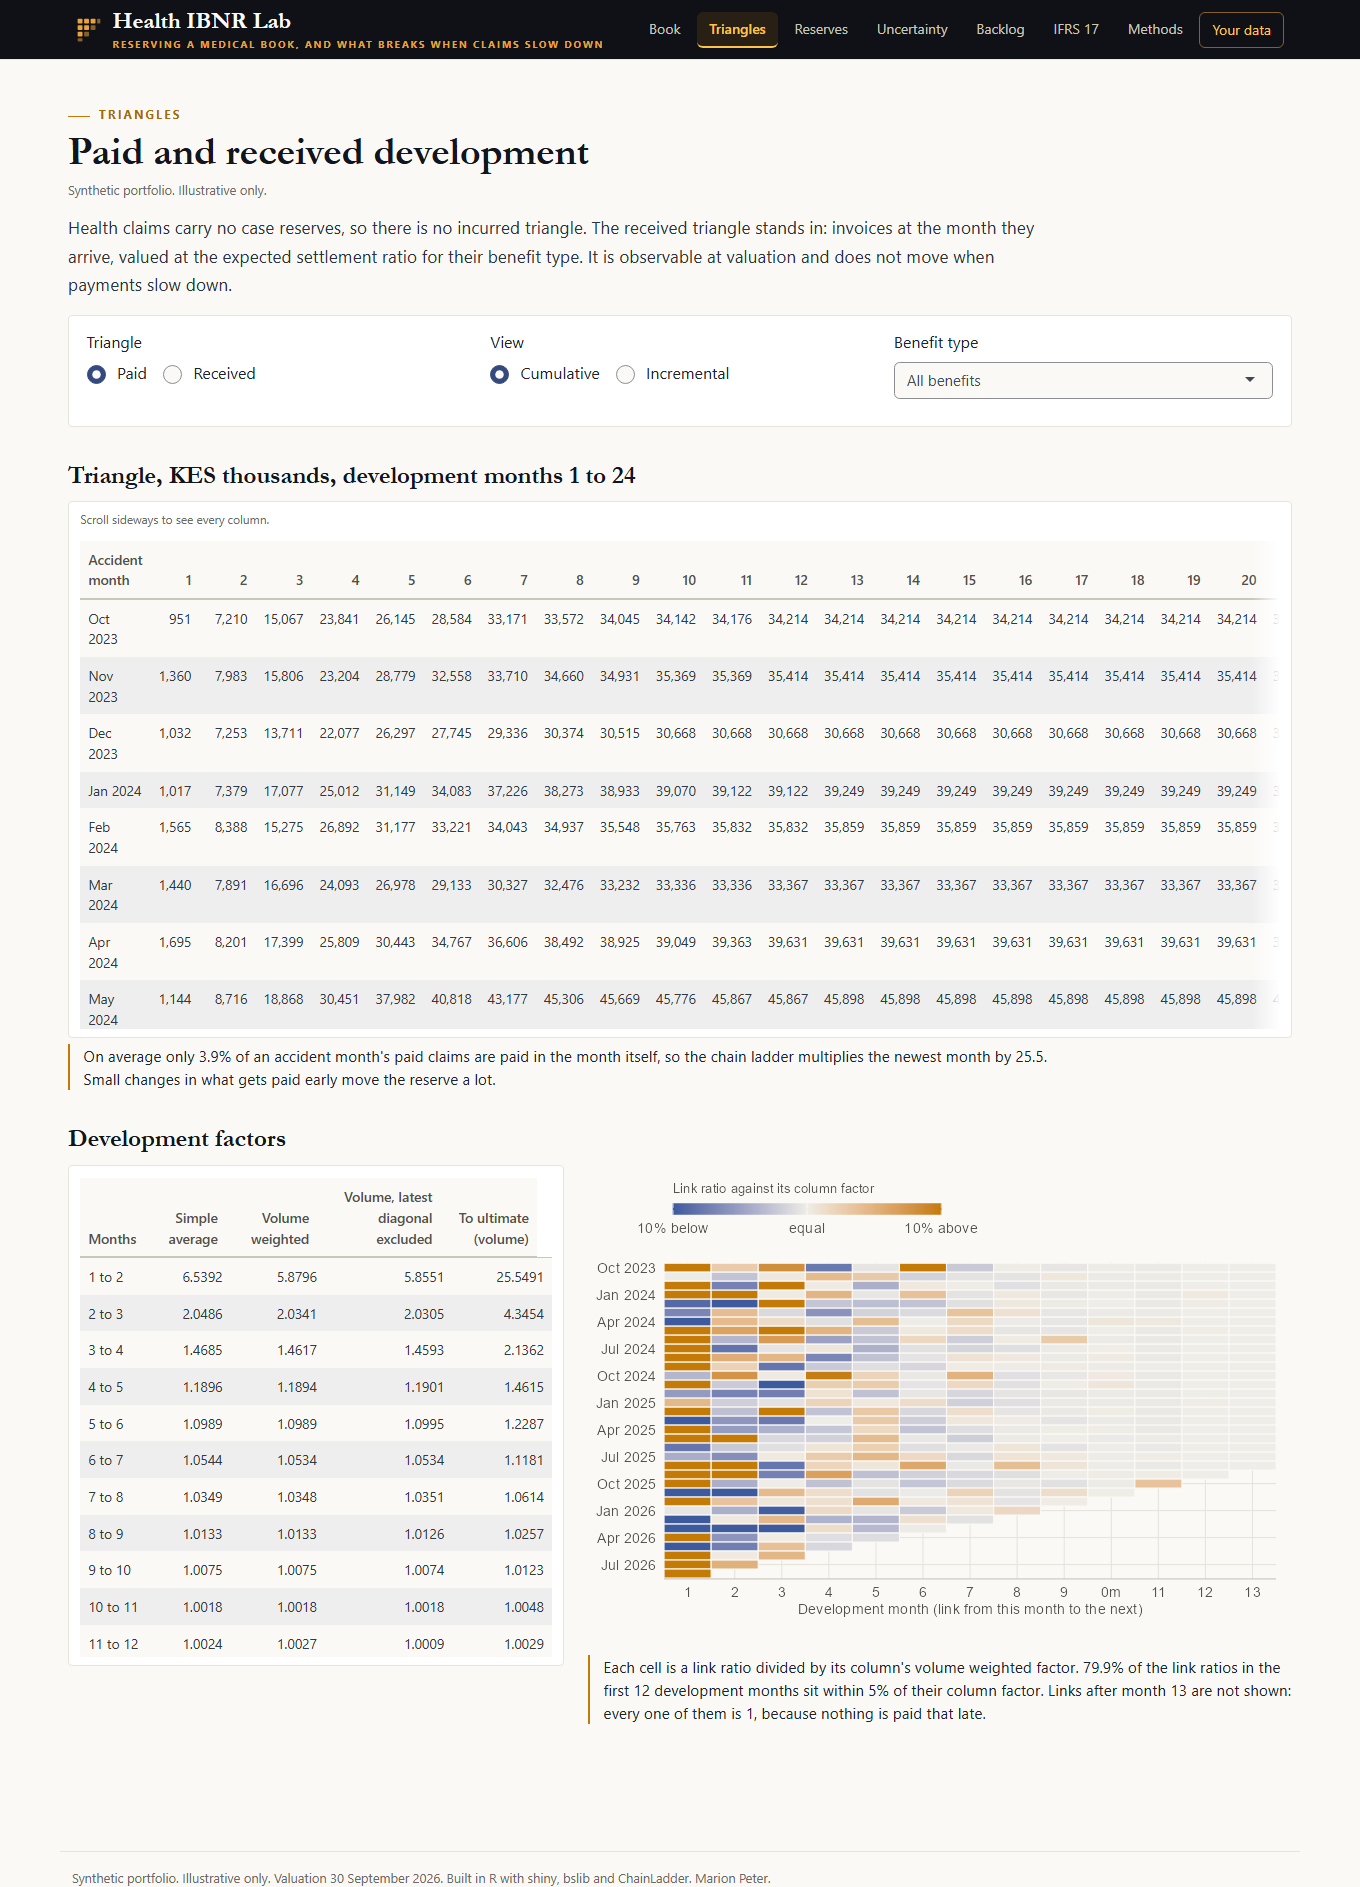 Health IBNR Lab
RESERVING A MEDICAL BOOK, AND WHAT BREAKS WHEN CLAIMS SLOW DOWN
Book Triangles Reserves Uncertainty Backlog IFRS 17 Methods Your data
TRIANGLES
Paid and received development
Synthetic portfolio. Illustrative only.
Health claims carry no case reserves, so there is no incurred triangle. The received triangle stands in: invoices at the month they
arrive, valued at the expected settlement ratio for their benefit type. It is observable at valuation and does not move when
payments slow down.
Triangle View Benefit type
Paid Received Cumulative Incremental All benefits
Triangle, KES thousands, development months 1 to 24
Scroll sideways to see every column.
Accident
month 1 2 3 4 5 6 7 8 9 10 11 12 13 14 15 16 17 18 19 20
Oct 951 7,210 15,067 23,841 26,145 28,584 33,171 33,572 34,045 34,142 34,176 34,214 34,214 34,214 34,214 34,214 34,214 34,214 34,214 34,214 3
2023
Nov 1,360 7,983 15,806 23,204 28,779 32,558 33,710 34,660 34,931 35,369 35,369 35,414 35,414 35,414 35,414 35,414 35,414 35,414 35,414 35,414 3
2023
Dec 1,032 7,253 13,711 22,077 26,297 27,745 29,336 30,374 30,515 30,668 30,668 30,668 30,668 30,668 30,668 30,668 30,668 30,668 30,668 30,668 3
2023
Jan 2024 1,017 7,379 17,077 25,012 31,149 34,083 37,226 38,273 38,933 39,070 39,122 39,122 39,249 39,249 39,249 39,249 39,249 39,249 39,249 39,249 3
Feb 1,565 8,388 15,275 26,892 31,177 33,221 34,043 34,937 35,548 35,763 35,832 35,832 35,859 35,859 35,859 35,859 35,859 35,859 35,859 35,859 3
2024
Mar 1,440 7,891 16,696 24,093 26,978 29,133 30,327 32,476 33,232 33,336 33,336 33,367 33,367 33,367 33,367 33,367 33,367 33,367 33,367 33,367 3
2024
Apr 1,695 8,201 17,399 25,809 30,443 34,767 36,606 38,492 38,925 39,049 39,363 39,631 39,631 39,631 39,631 39,631 39,631 39,631 39,631 39,631 3
2024
May 1,144 8,716 18,868 30,451 37,982 40,818 43,177 45,306 45,669 45,776 45,867 45,867 45,898 45,898 45,898 45,898 45,898 45,898 45,898 45,898 4
2024
On average only 3.9% of an accident month's paid claims are paid in the month itself, so the chain ladder multiplies the newest month by 25.5.
Small changes in what gets paid early move the reserve a lot.
Development factors
Volume, latest
Simple Volume diagonal To ultimate
Months average weighted excluded (volume)
1 to 2 6.5392 5.8796 5.8551 25.5491
2 to 3 2.0486 2.0341 2.0305 4.3454
3 to 4 1.4685 1.4617 1.4593 2.1362
4 to 5 1.1896 1.1894 1.1901 1.4615
5 to 6 1.0989 1.0989 1.0995 1.2287
6 to 7 1.0544 1.0534 1.0534 1.1181
7 to 8 1.0349 1.0348 1.0351 1.0614
8 to 9 1.0133 1.0133 1.0126 1.0257
9 to 10 1.0075 1.0075 1.0074 1.0123
10 to 11 1.0018 1.0018 1.0018 1.0048
11 to 12 1.0024 1.0027 1.0009 1.0029
Link ratio against its column factor
10% below equal 10% above
Oct 2023
Jan 2024
Apr 2024
Jul 2024
Oct 2024
Jan 2025
Apr 2025
Jul 2025
Oct 2025
Jan 2026
Apr 2026
Jul 2026
1 2 3 4 5 6 7 8 9 0m 11 12 13
Development month (link from this month to the next)
Each cell is a link ratio divided by its column's volume weighted factor. 79.9% of the link ratios in the
first 12 development months sit within 5% of their column factor. Links after month 13 are not shown:
every one of them is 1, because nothing is paid that late.
Synthetic portfolio. Illustrative only. Valuation 30 September 2026. Built in R with shiny, bslib and ChainLadder. Marion Peter.